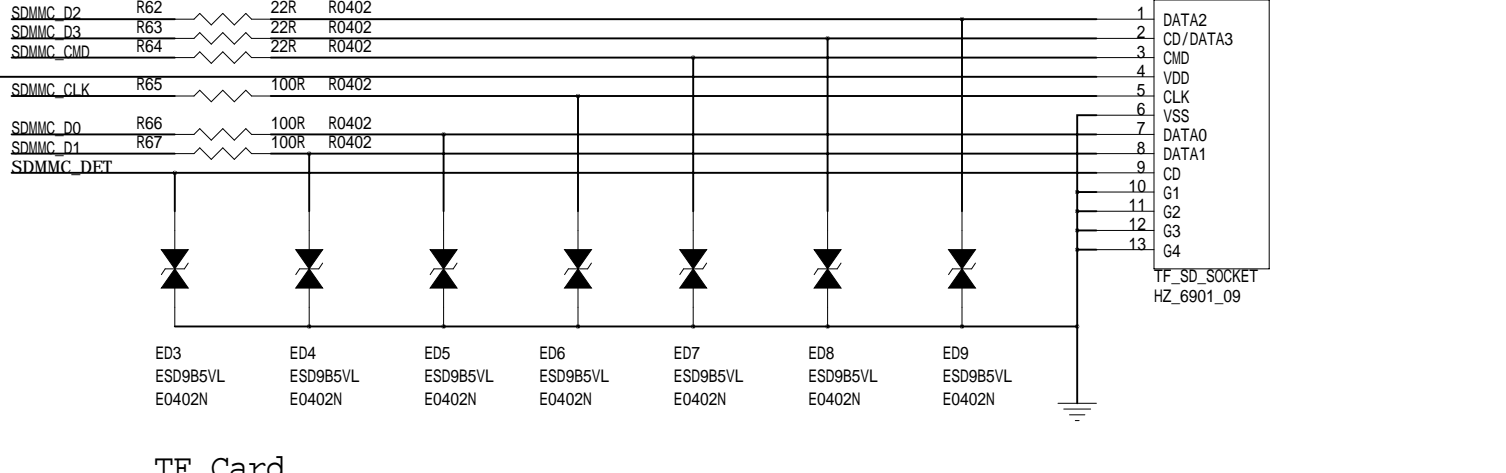 SDMMC_D2 R62 22R R0402
SDMMC_D3 R63 22R R0402
SDMMC_CMD R64 22R R0402
SDMMC_CLK R65 100R R0402
SDMMC_D0 R66 100R R0402
SDMMC_D1 R67 100R R0402
SDMMC_DET
1 DATA2
2 CD/DATA3
3 CMD
4 VDD
5 CLK
6 VSS
7 DATA0
8 DATA1
9 CD
10 G1
11 G2
12 G3
13 G4
TF_SD_SOCKET
HZ_6901_09
ED3 ED4 ED5 ED6 ED7 ED8 ED9
ESD9B5VL ESD9B5VL ESD9B5VL ESD9B5VL ESD9B5VL ESD9B5VL ESD9B5VL
E0402N E0402N E0402N E0402N E0402N E0402N E0402N
TF Card